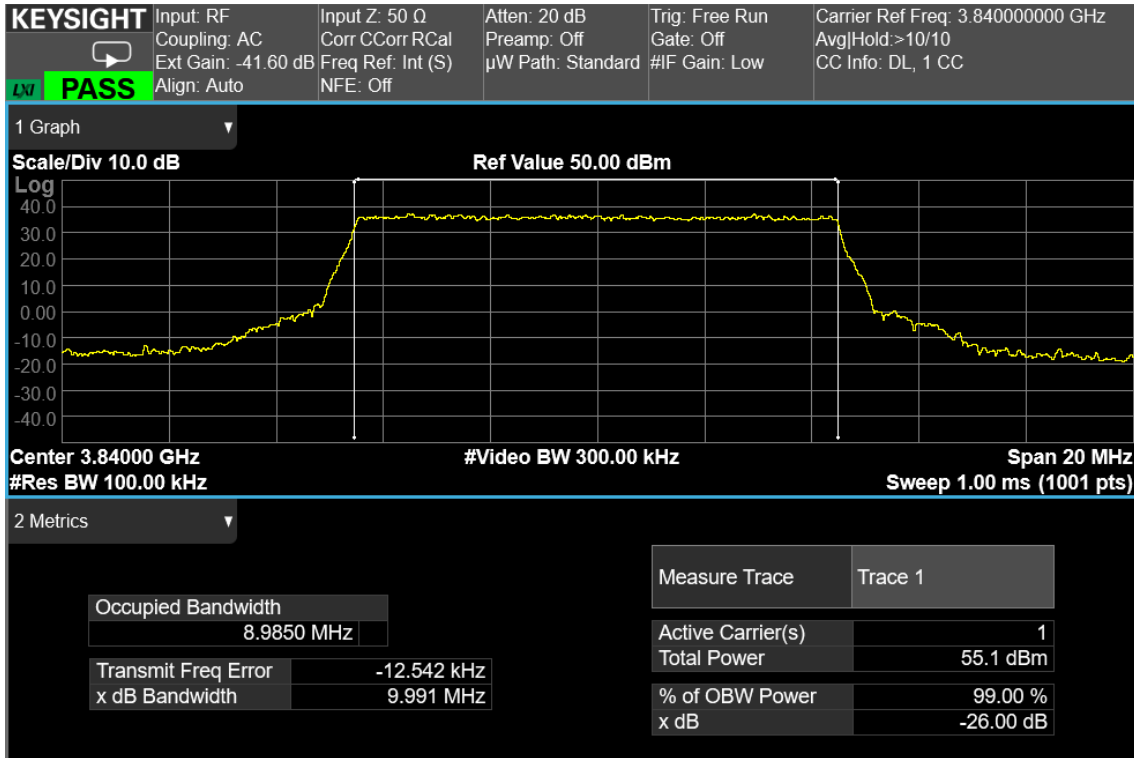 KEYSIGHT
LXI PASS
Input: RF
Coupling: AC
Ext Gain: -41.60 dB
Align: Auto
Input Z: 50 Ω
Corr CCorr RCal
Freq Ref: Int (S)
NFE: Off
Atten: 20 dB
Preamp: Off
µW Path: Standard
Trig: Free Run
Gate: Off
#IF Gain: Low
Carrier Ref Freq: 3.840000000 GHz
Avg|Hold:>10/10
CC Info: DL, 1 CC
1 Graph
Scale/Div 10.0 dB Ref Value 50.00 dBm
Log
40.0
30.0
20.0
10.0
0.00
-10.0
-20.0
-30.0
-40.0
Center 3.84000 GHz #Video BW 300.00 kHz Span 20 MHz
#Res BW 100.00 kHz Sweep 1.00 ms (1001 pts)
2 Metrics
Occupied Bandwidth
8.9850 MHz
Transmit Freq Error -12.542 kHz
x dB Bandwidth 9.991 MHz
Measure Trace Trace 1
Active Carrier(s) 1
Total Power 55.1 dBm
% of OBW Power 99.00 %
x dB -26.00 dB